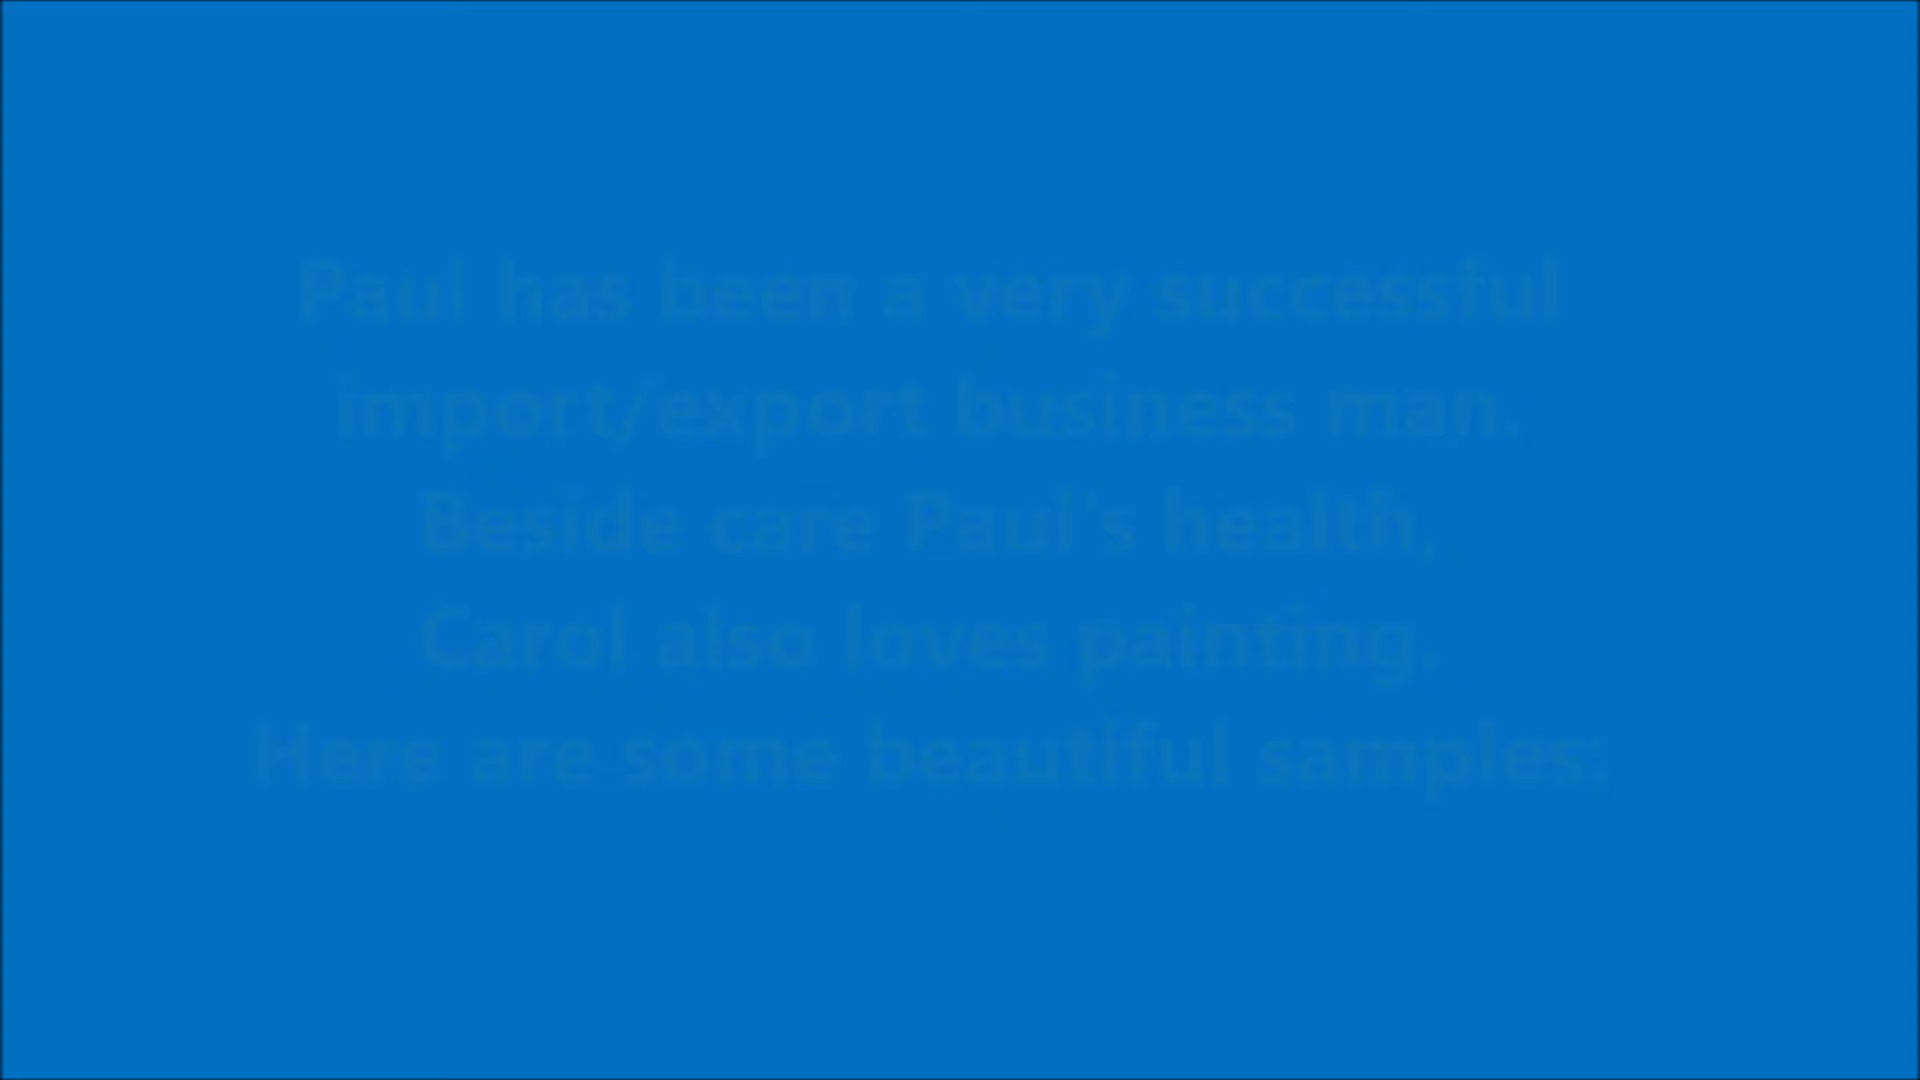 Paul has been a very successful
import/export business man.
Beside care Paul's health,
Carol also loves painting.
Here are some beautiful samples: